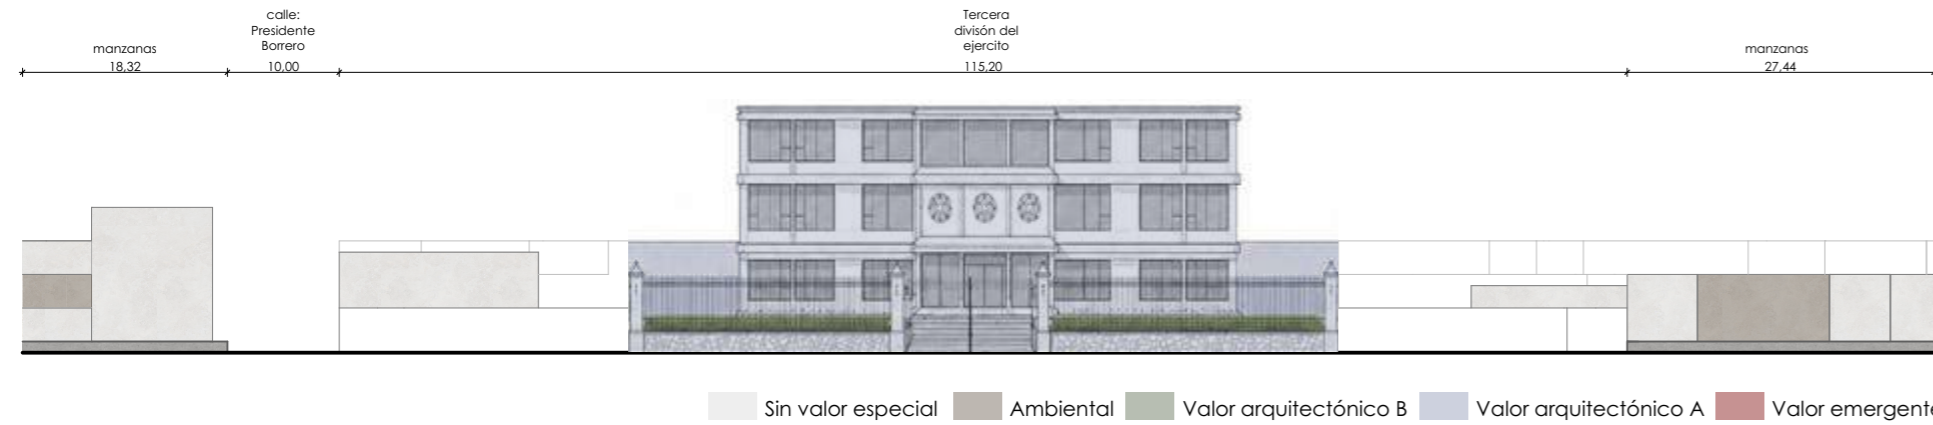 manzanas
18,32
calle:
Presidente
Borrero
10,00
Tercera
divisón del
ejercito
115,20
manzanas
27,44
Sin valor especial
Ambiental
Valor arquitectónico B
Valor arquitectónico A
Valor emergente